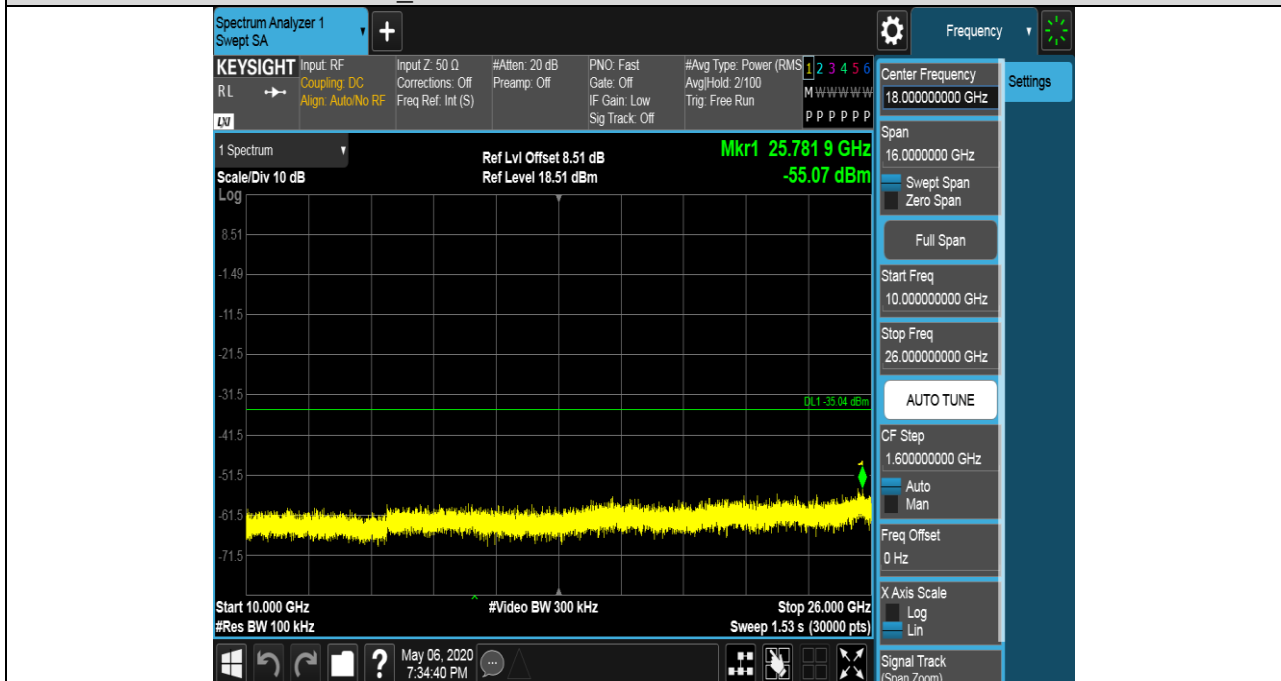 Spectrum Analyzer 1
Swept SA
+
Frequency
KEYSIGHT
RL
LXI
Input: RF
Coupling: DC
Align: Auto/No RF
Input Z: 50 Ω
Corrections: Off
Freq Ref: Int (S)
#Atten: 20 dB
Preamp: Off
PNO: Fast
Gate: Off
IF Gain: Low
Sig Track: Off
#Avg Type: Power (RMS
Avg|Hold: 2/100
Trig: Free Run
1 2 3 4 5 6
M W W W W W
P P P P P P
1 Spectrum
Scale/Div 10 dB
Ref Lvl Offset 8.51 dB
Ref Level 18.51 dBm
Mkr1 25.781 9 GHz
-55.07 dBm
Log
8.51
-1.49
-11.5
-21.5
-31.5
DL1 -35.04 dBm
-41.5
-51.5
1
-61.5
-71.5
Start 10.000 GHz
#Video BW 300 kHz
Stop 26.000 GHz
#Res BW 100 kHz
Sweep 1.53 s (30000 pts)
?
May 06, 2020
7:34:40 PM
Center Frequency
18.000000000 GHz
Settings
Span
16.0000000 GHz
Swept Span
Zero Span
Full Span
Start Freq
10.000000000 GHz
Stop Freq
26.000000000 GHz
AUTO TUNE
CF Step
1.600000000 GHz
Auto
Man
Freq Offset
0 Hz
X Axis Scale
Log
Lin
Signal Track
(Span Zoom)